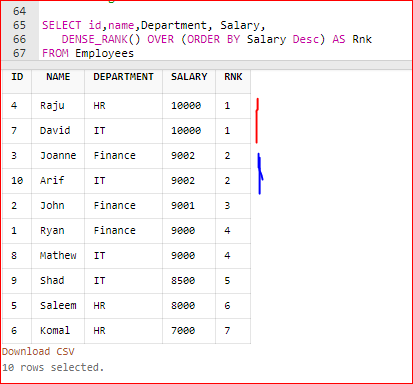 64
65 SELECT id,name,Department, Salary,
66 DENSE_RANK() OVER (ORDER BY Salary Desc) AS Rnk
67 FROM Employees
ID NAME DEPARTMENT SALARY RNK
4 Raju HR 10000 1
7 David IT 10000 1
3 Joanne Finance 9002 2
10 Arif IT 9002 2
2 John Finance 9001 3
1 Ryan Finance 9000 4
8 Mathew IT 9000 4
9 Shad IT 8500 5
5 Saleem HR 8000 6
6 Komal HR 7000 7
Download CSV
10 rows selected.